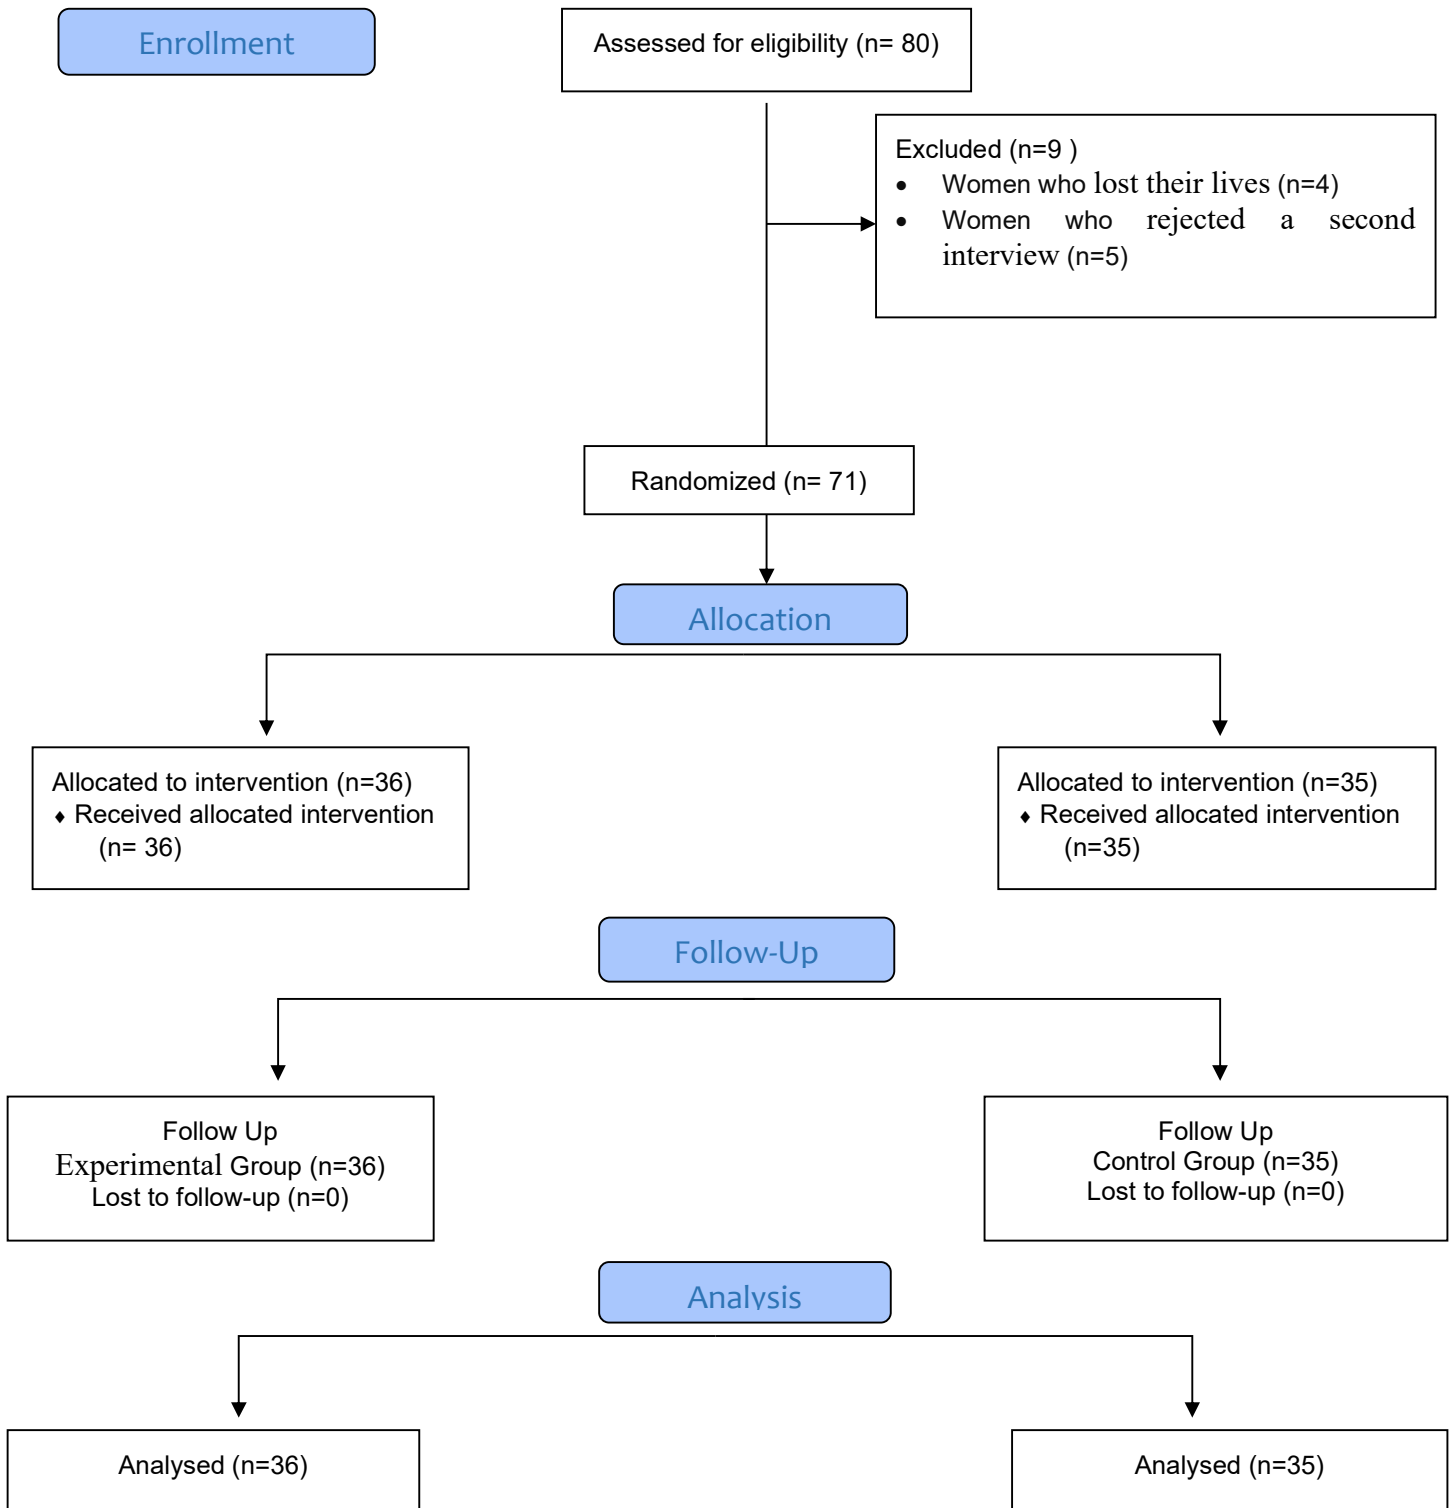 Enrollment
Assessed for eligibility (n= 80)
Excluded (n=9 )
• Women who lost their lives (n=4)
• Women who rejected a second
interview (n=5)
Randomized (n= 71)
Allocation
Allocated to intervention (n=36)
♦ Received allocated intervention
(n= 36)
Allocated to intervention (n=35)
♦ Received allocated intervention
(n=35)
Follow-Up
Follow Up
Experimental Group (n=36)
Lost to follow-up (n=0)
Follow Up
Control Group (n=35)
Lost to follow-up (n=0)
Analysis
Analysed (n=36)
Analysed (n=35)